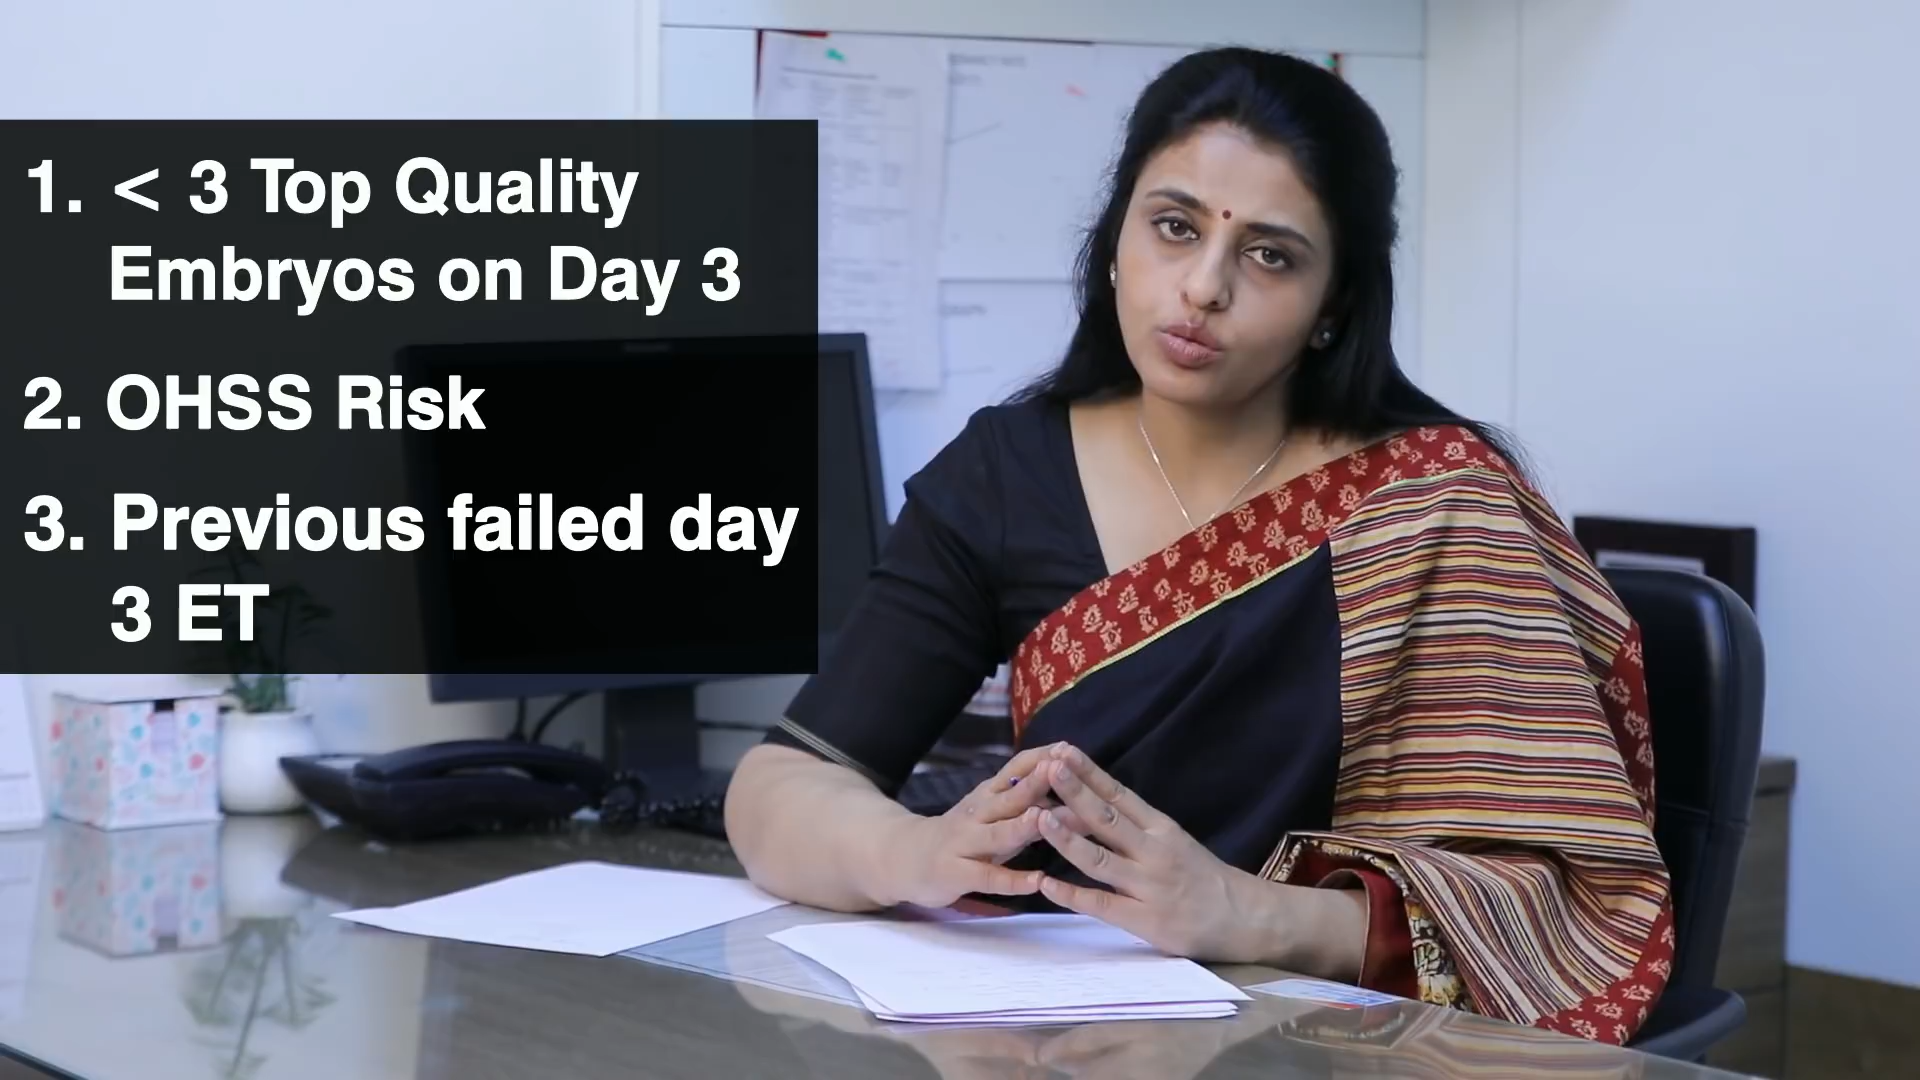 1. < 3 Top Quality
Embryos on Day 3
2. OHSS Risk
3. Previous failed day
3 ET